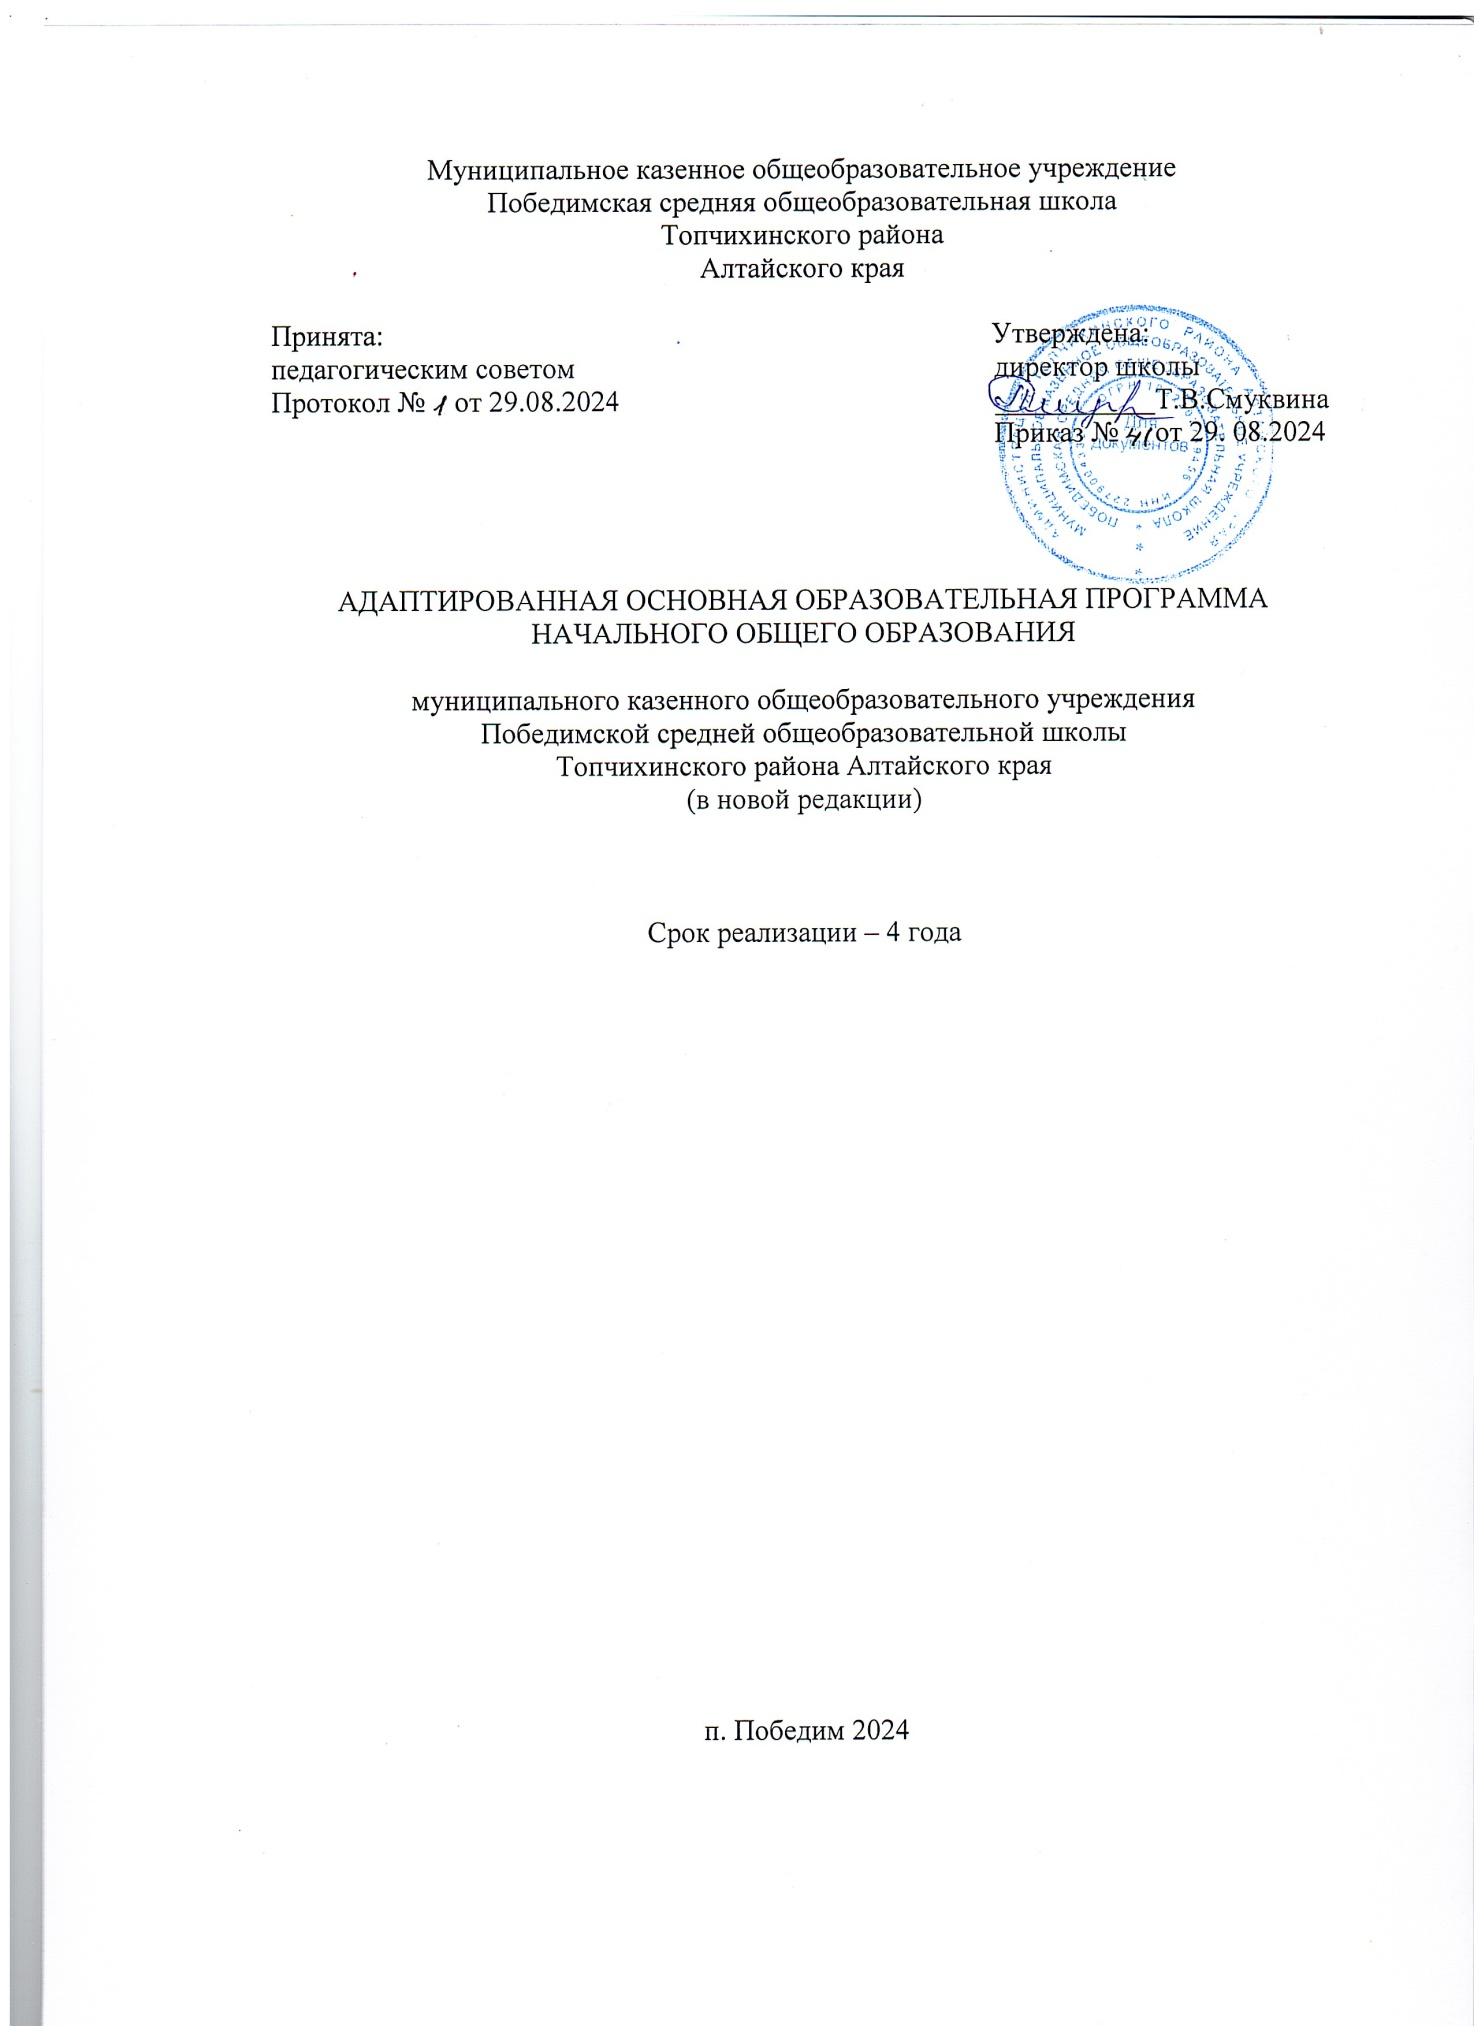 Муниципальное казенное общеобразовательное учреждение
Победимская средняя общеобразовательная школа
Топчихинского района
Алтайского края
Принята:
педагогическим советом
Протокол № 1 от 29.08.2024
Утверждена:
директор школы
Т.В.Смуквина
Приказ № 41 от 29. 08.2024
Для
документов
АДАПТИРОВАННАЯ ОСНОВНАЯ ОБРАЗОВАТЕЛЬНАЯ ПРОГРАММА
НАЧАЛЬНОГО ОБЩЕГО ОБРАЗОВАНИЯ
муниципального казенного общеобразовательного учреждения
Победимской средней общеобразовательной школы
Топчихинского района Алтайского края
(в новой редакции)
Срок реализации – 4 года
п. Победим 2024